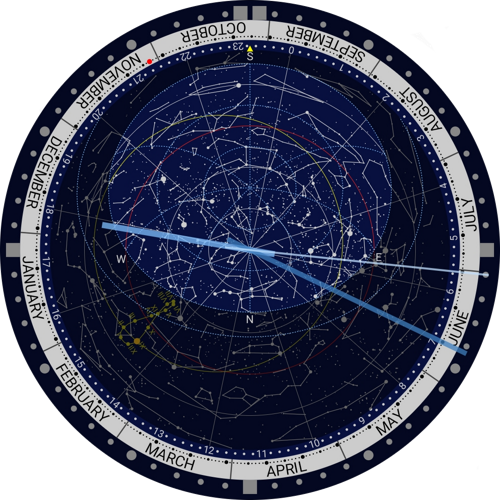 OCTOBER
SEPTEMBER
AUGUST
JULY
JUNE
MAY
APRIL
MARCH
FEBRUARY
JANUARY
DECEMBER
NOVEMBER
23
0
1
2
3
4
5
6
8
9
10
11
12
13
14
15
16
17
18
19
20
21
22
S
W
E
N